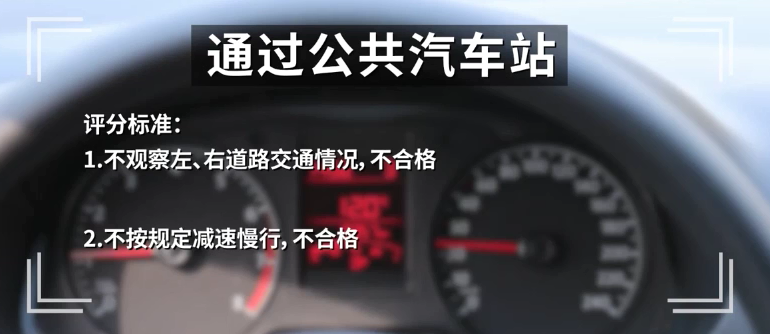 通过公共汽车站
评分标准：
1.不观察左、右道路交通情况，不合格
2.不按规定减速慢行，不合格